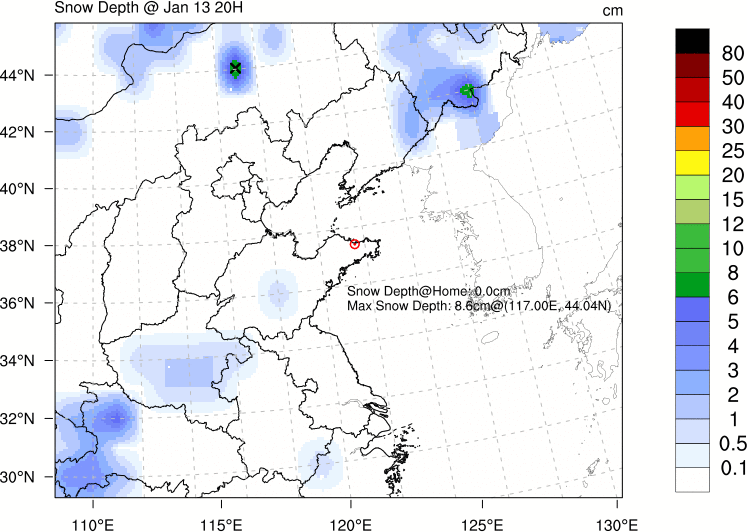 Snow Depth @ Jan 13 20H
cm
44°N
42°N
40°N
38°N
36°N
34°N
32°N
30°N
Snow Depth@Home: 0.0cm
Max Snow Depth: 8.6cm@(117.00E, 44.04N)
110°E
115°E
120°E
125°E
130°E
80
50
40
30
25
20
15
12
10
8
6
5
4
3
2
1
0.5
0.1